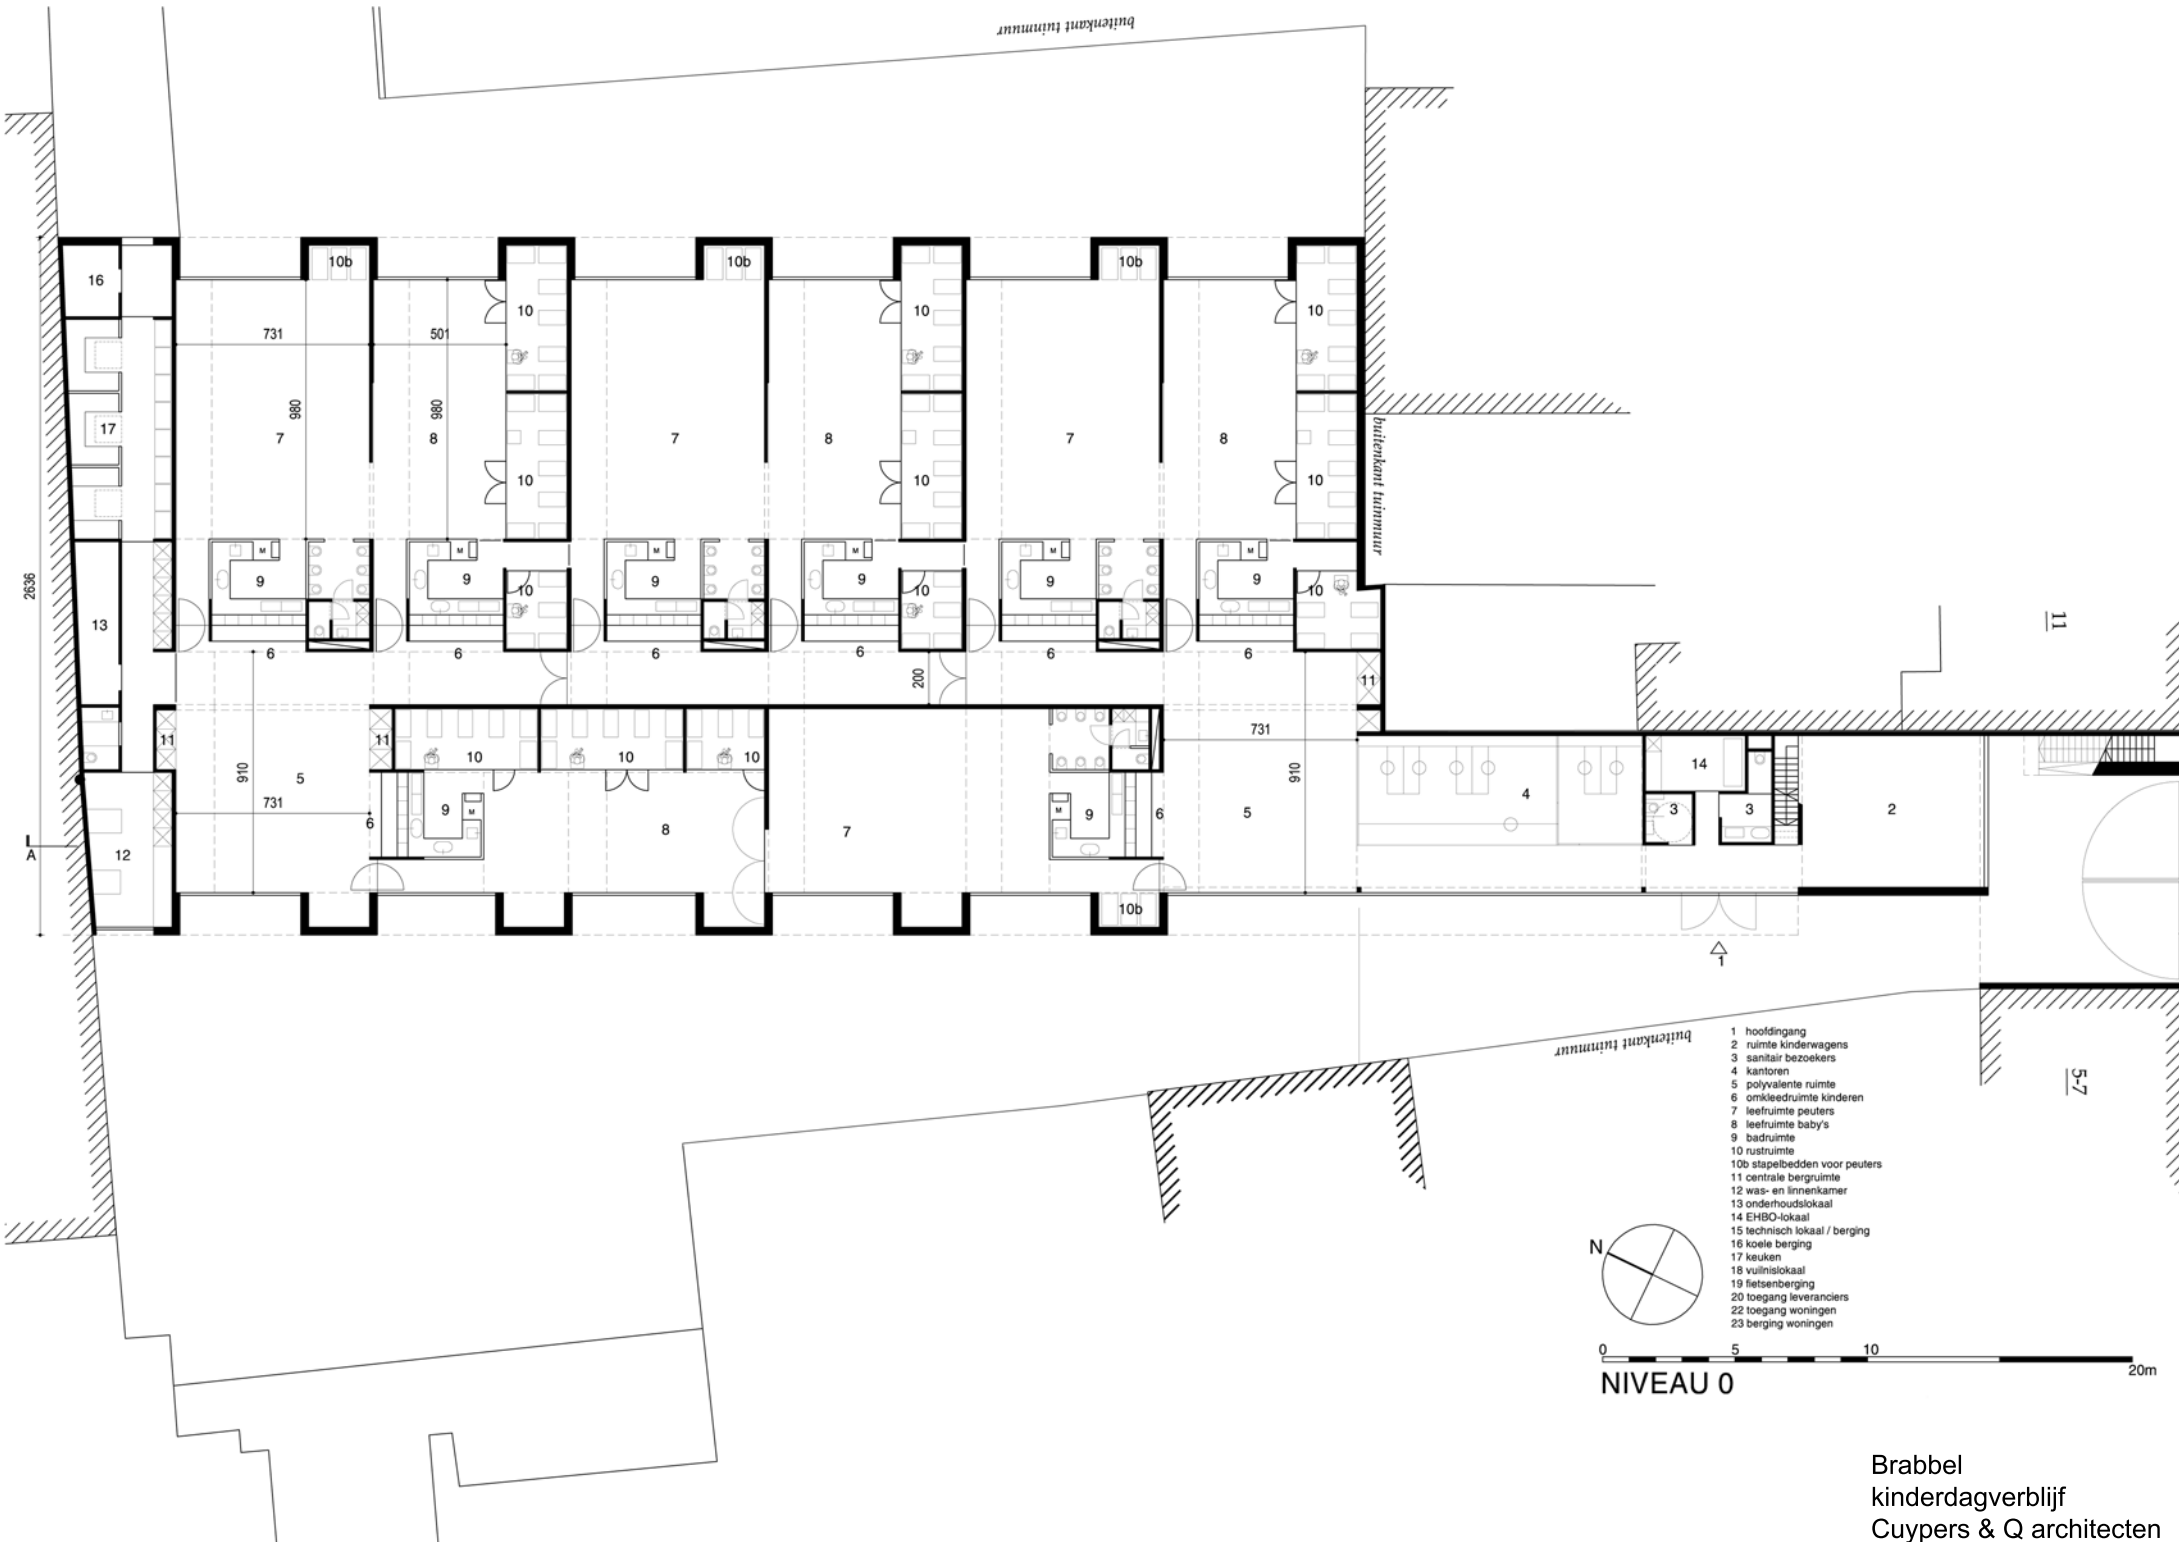 buitenkant tuinmuur
10b 10b 10b
16
10 10 10
731 501
980 980
17 7 8 7 8 7 8
10 10 10
buitenkant tuinmuur
M M M M M M
9 9 9 9 9 9
10 10 10
2636
13
11
6 6 6 6 6 6
200
11
731
11 11
10 10 10
14
910 5 910
4
731
9 M 8 7 M 9 6 5
6
3 3 2
A
12
10b
1
buitenkant tuinmuur
5-7
1 hoofdingang
2 ruimte kinderwagens
3 sanitair bezoekers
4 kantoren
5 polyvalente ruimte
6 omkleedruimte kinderen
7 leefruimte peuters
8 leefruimte baby's
9 badruimte
10 rustruimte
10b stapelbedden voor peuters
11 centrale bergruimte
12 was- en linnenkamer
13 onderhoudslokaal
14 EHBO-lokaal
15 technisch lokaal / berging
16 koele berging
17 keuken
18 vuilnislokaal
19 fietsenberging
20 toegang leveranciers
22 toegang woningen
23 berging woningen
N
0 5 10
20m
NIVEAU 0
Brabbel
kinderdagverblijf
Cuypers & Q architecten